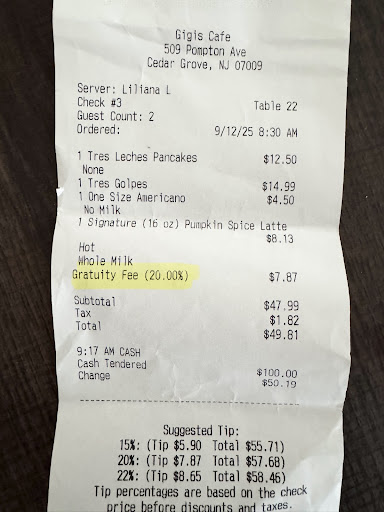 Gigis Cafe
509 Pompton Ave
Cedar Grove, NJ 07009
Server: Liliana L
Check #3 Table 22
Guest Count: 2
Ordered: 9/12/25 8:30 AM
1 Tres Leches Pancakes $12.50
None
1 Tres Golpes $14.99
1 One Size Americano $4.50
No Milk
1 Signature (16 oz) Pumpkin Spice Latte
$8.13
Hot
Whole Milk
Gratuity Fee (20.00%) $7.87
Subtotal $47.99
Tax $1.82
Total $49.81
9:17 AM CASH
Cash Tendered $100.00
Change $50.19
Suggested Tip:
15%: (Tip $5.90 Total $55.71)
20%: (Tip $7.87 Total $57.68)
22%: (Tip $8.65 Total $58.46)
Tip percentages are based on the check
price before discounts and taxes.